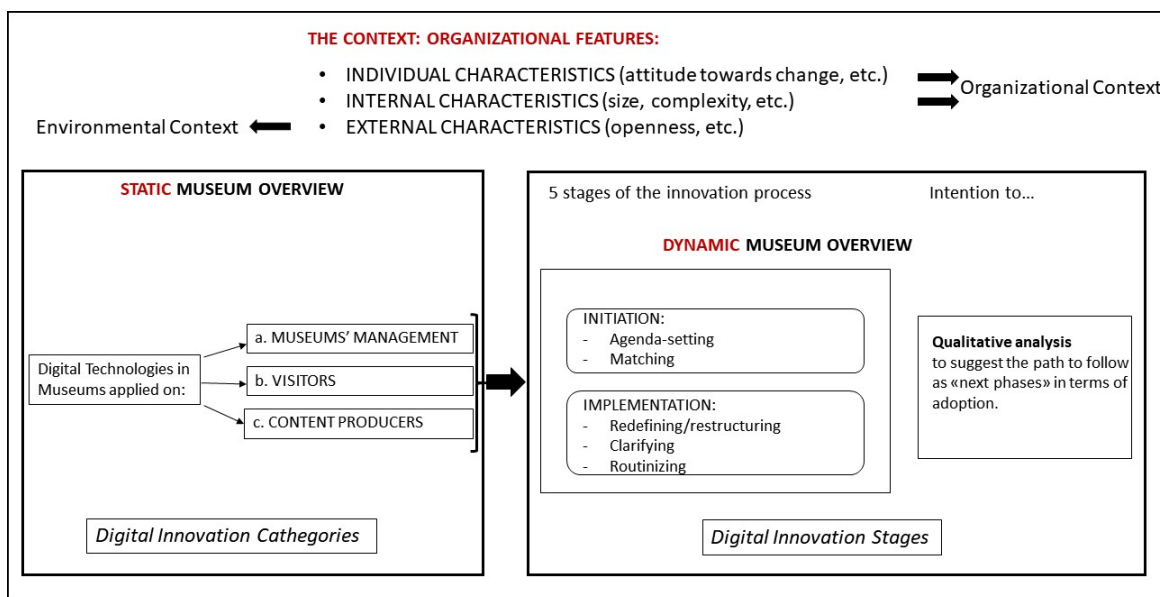 THE CONTEXT: ORGANIZATIONAL FEATURES:
• INDIVIDUAL CHARACTERISTICS (attitude towards change, etc.)
• INTERNAL CHARACTERISTICS (size, complexity, etc.)
• EXTERNAL CHARACTERISTICS (openness, etc.)
Organizational Context
Environmental Context
STATIC MUSEUM OVERVIEW
Digital Technologies in
Museums applied on:
a. MUSEUMS’ MANAGEMENT
b. VISITORS
c. CONTENT PRODUCERS
Digital Innovation Cathegories
5 stages of the innovation process
Intention to...
DYNAMIC MUSEUM OVERVIEW
INITIATION:
- Agenda-setting
- Matching
IMPLEMENTATION:
- Redefining/restructuring
- Clarifying
- Routinizing
Qualitative analysis
to suggest the path to follow
as «next phases» in terms of
adoption.
Digital Innovation Stages